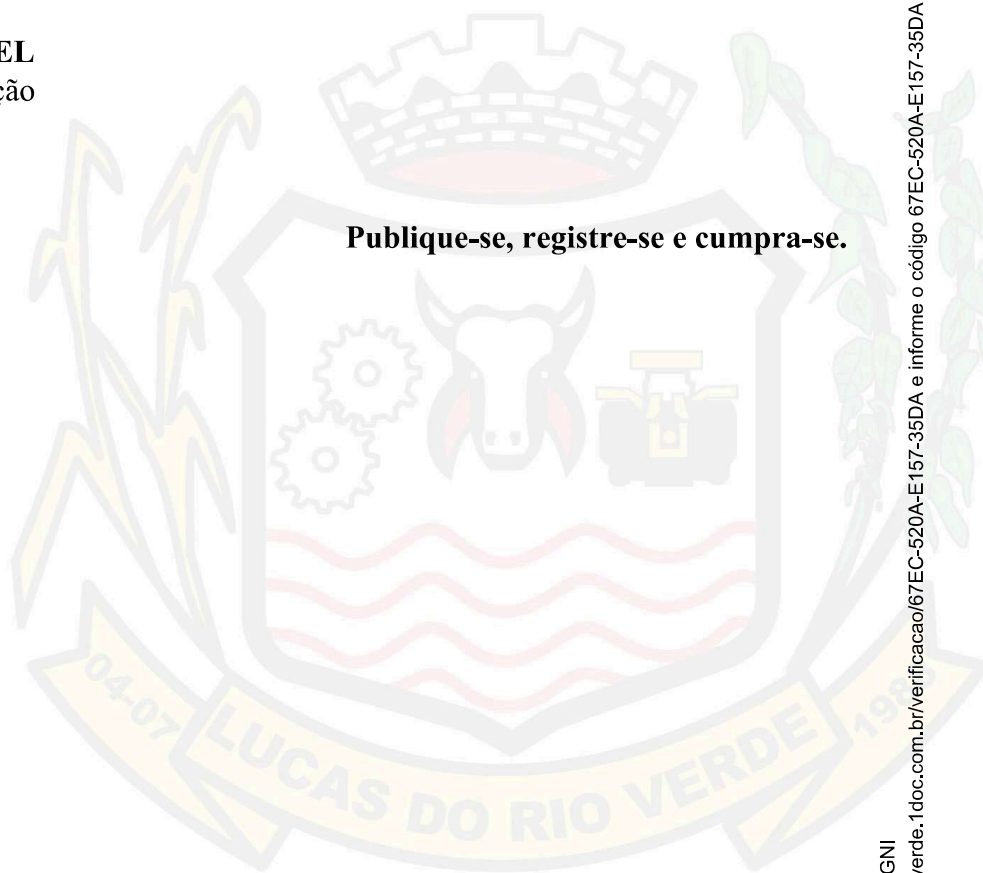 EL
ção
Publique-se, registre-se e cumpra-se.
04-07
LUCAS DO RIO VERDE
GNI
verde.1doc.com.br/verificacao/67EC-520A-E157-35DA e informe o código 67EC-520A-E157-35DA